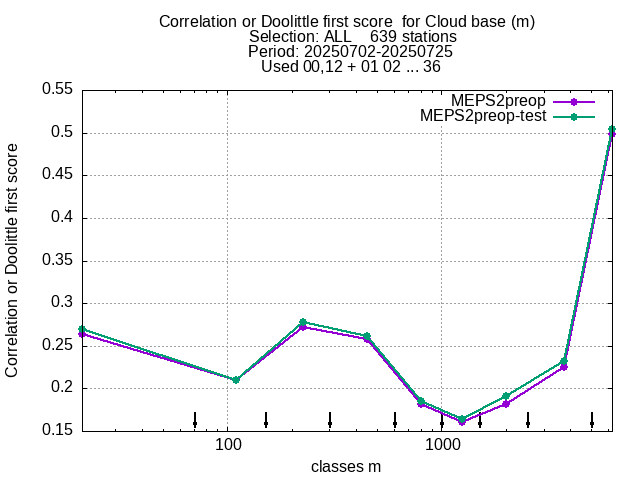 Correlation or Doolittle first score  for Cloud base (m)
Selection: ALL    639 stations
Period: 20250702-20250725
Used 00,12 + 01 02 ... 36
MEPS2preop
MEPS2preop-test
Correlation or Doolittle first score
0.55
0.5
0.45
0.4
0.35
0.3
0.25
0.2
0.15
100
1000
classes m